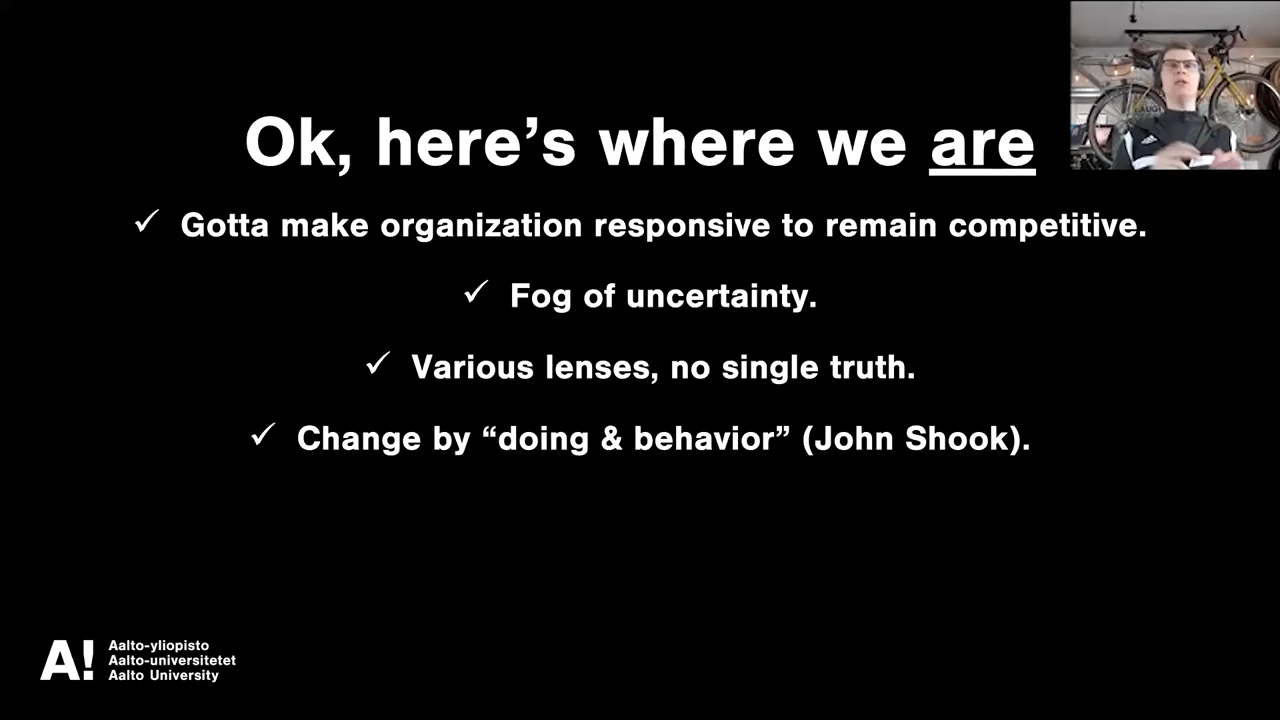 Ok, here’s where we are
✓ Gotta make organization responsive to remain competitive.
✓ Fog of uncertainty.
✓ Various lenses, no single truth.
✓ Change by “doing & behavior” (John Shook).
A!
Aalto-yliopisto
Aalto-universitetet
Aalto University